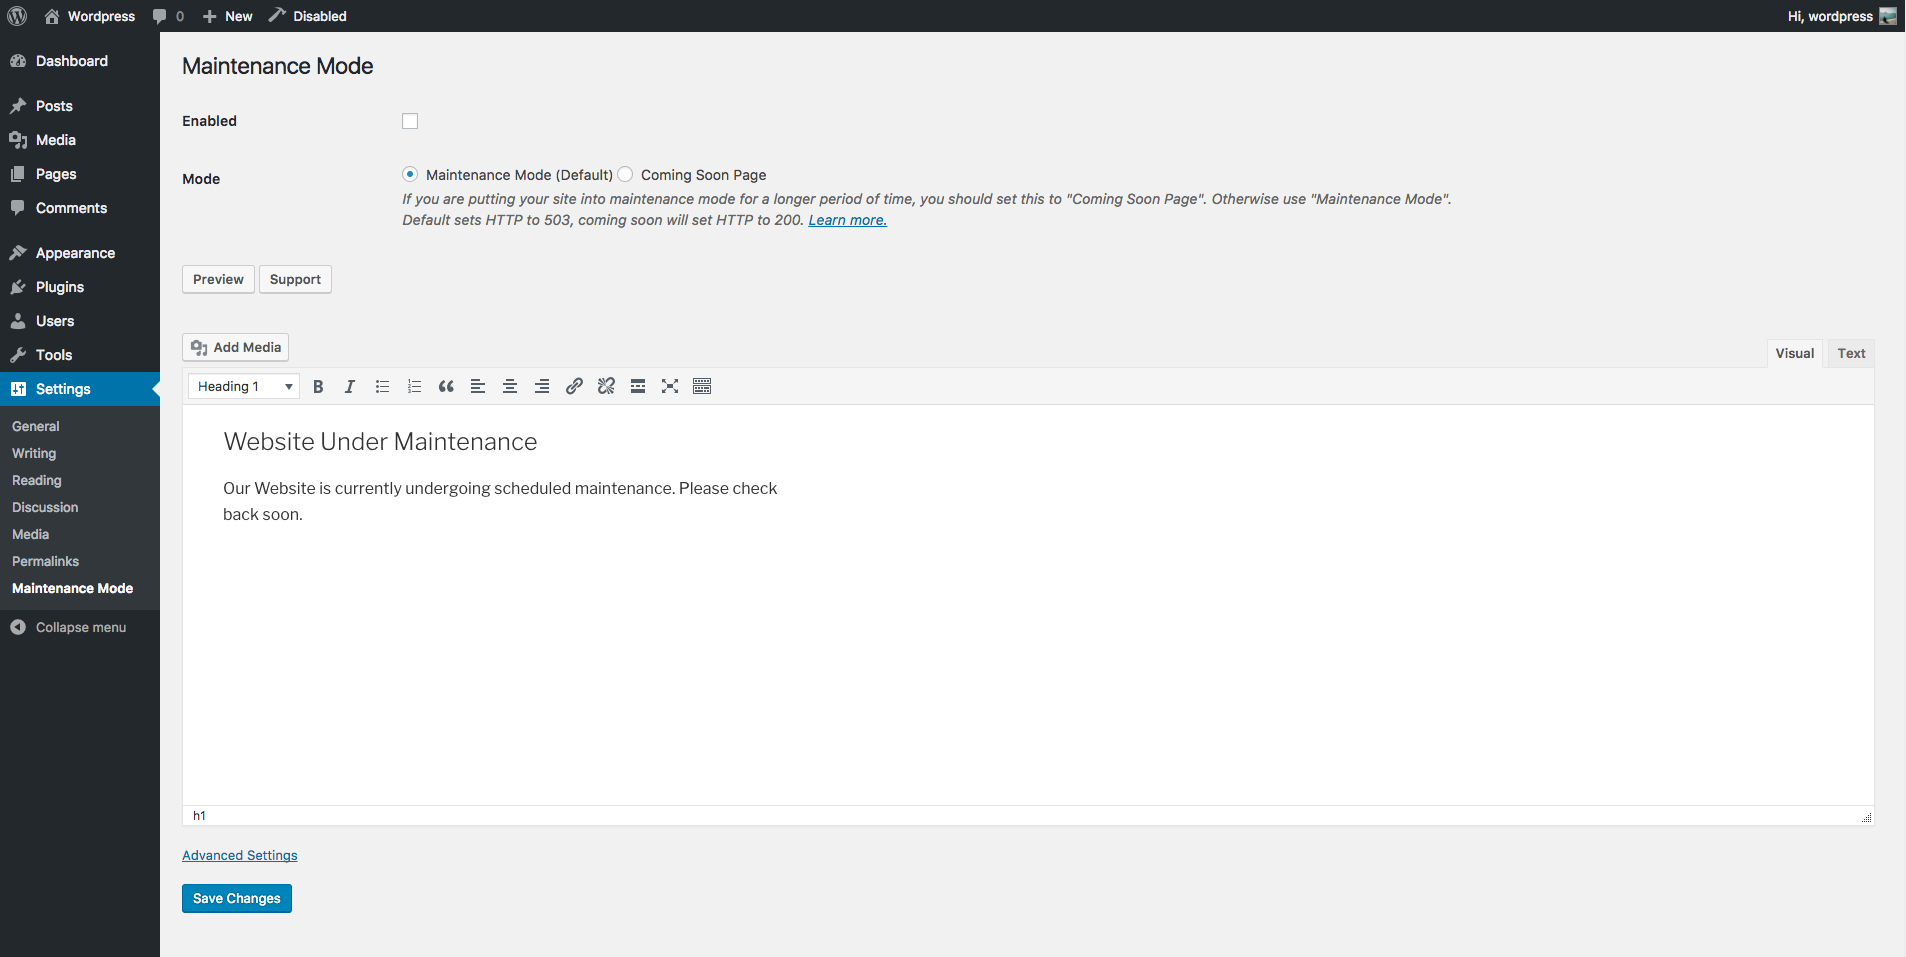 Wordpress 0 New Disabled Hi, wordpress
Dashboard
Posts
Media
Pages
Comments
Appearance
Plugins
Users
Tools
Settings
General
Writing
Reading
Discussion
Media
Permalinks
Maintenance Mode
Collapse menu
Maintenance Mode
Enabled
Mode Maintenance Mode (Default) Coming Soon Page
If you are putting your site into maintenance mode for a longer period of time, you should set this to "Coming Soon Page". Otherwise use "Maintenance Mode".
Default sets HTTP to 503, coming soon will set HTTP to 200. Learn more.
Preview Support
Add Media Visual Text
Heading 1
Website Under Maintenance
Our Website is currently undergoing scheduled maintenance. Please check
back soon.
h1
Advanced Settings
Save Changes